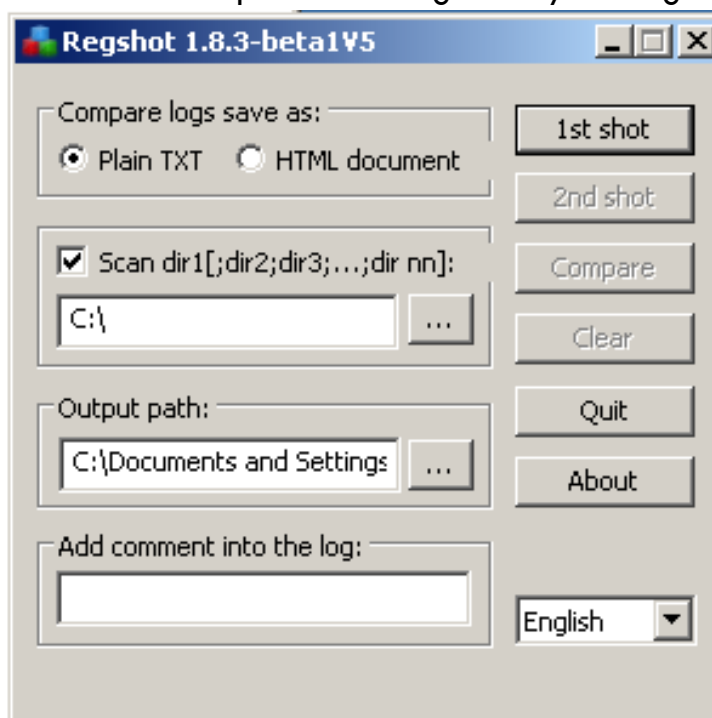 Regshot 1.8.3-beta1V5
Compare logs save as:
Plain TXT
HTML document
1st shot
2nd shot
Scan dir1[;dir2;dir3;...;dir nn]:
C:\
...
Compare
Clear
Output path:
C:\Documents and Settings
...
Quit
About
Add comment into the log:
English